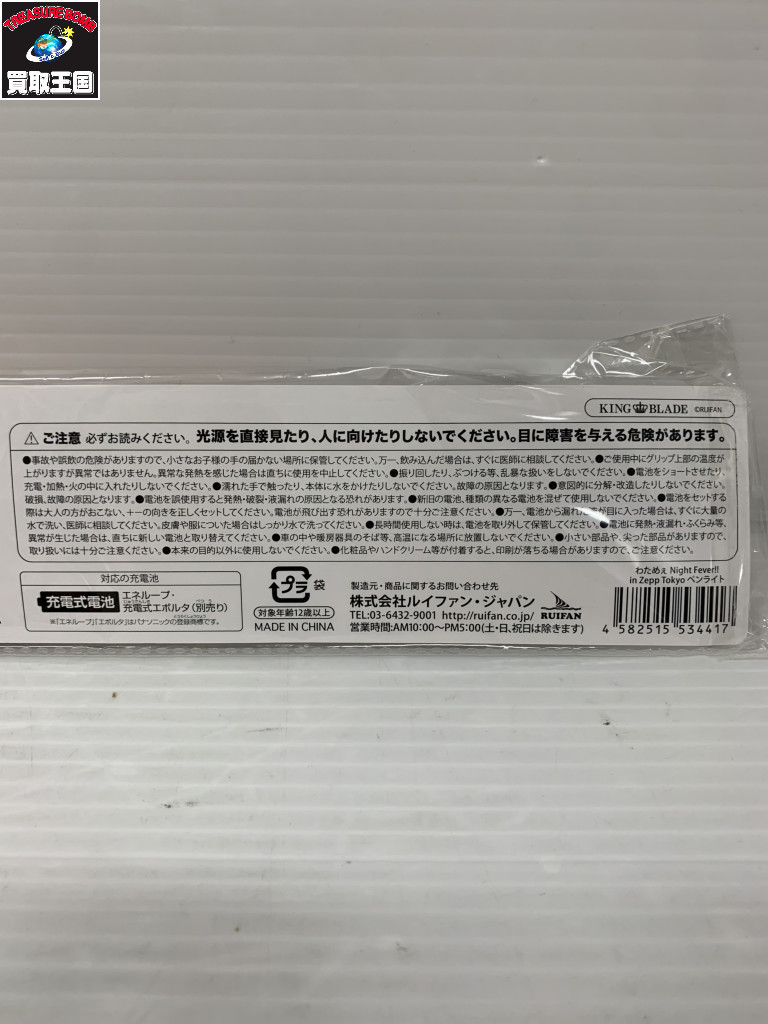 TREASURE BOMB
買取王国
KING BLADE ©RUIFAN
⚠ ご注意 必ずお読みください。光源を直接見たり、人に向けたりしないでください。目に障害を与える危険があります。
●事故や誤飲の危険がありますので、小さなお子様の手の届かない場所に保管してください。万一、飲み込んだ場合は、すぐに医師に相談してください。●ご使用中にグリップ上部の温度が
上がりますが異常ではありません。異常な発熱を感じた場合は直ちに使用を中止してください。●振り回したり、ぶつける等、乱暴な扱いをしないでください。●電池をショートさせたり、
充電・加熱・火の中に入れたりしないでください。●濡れた手で触ったり、本体に水をかけたりしないでください。故障の原因となります。●意図的に分解・改造したりしないでください。
破損、故障の原因となります。●電池を誤使用すると発熱・破裂・液漏れの原因となる恐れがあります。●新旧の電池、種類の異なる電池を混ぜて使用しないでください。●電池をセットする
際は大人の方がおこない、+-の向きを正しくセットしてください。電池が飛び出す恐れがありますので十分ご注意ください。●万一、電池から漏れた液が目に入った場合は、すぐに大量の
水で洗い、医師に相談してください。皮膚や服についた場合はしっかり水で洗ってください。●長時間使用しない時は、電池を取り外して保管してください。●電池に発熱・液漏れ・ふくらみ等、
異常が生じた場合は、直ちに新しい電池と取り替えてください。●車の中や暖房器具のそば等、高温になる場所に放置しないでください。●小さい部品や、尖った部品がありますので、
取り扱いには十分ご注意ください。●本来の目的以外に使用しないでください。●化粧品やハンドクリーム等が付着すると、印刷が落ちる場合がありますので、ご注意ください。
対応の充電池
充電式電池 エネループ・
じゅうでんしき べつう
充電式エボルタ(別売り)
※「エネループ」「エボルタ」はパナソニックの登録商標です。
プラ 袋
対象年齢12歳以上
MADE IN CHINA
製造元・商品に関するお問い合わせ先
株式会社ルイファン・ジャパン
TEL:03-6432-9001 http://ruifan.co.jp/
営業時間:AM10:00〜PM5:00(土・日、祝日は除きます)
RUIFAN
わためぇ Night Fever!!
in Zepp Tokyo ペンライト
4 582515 534417